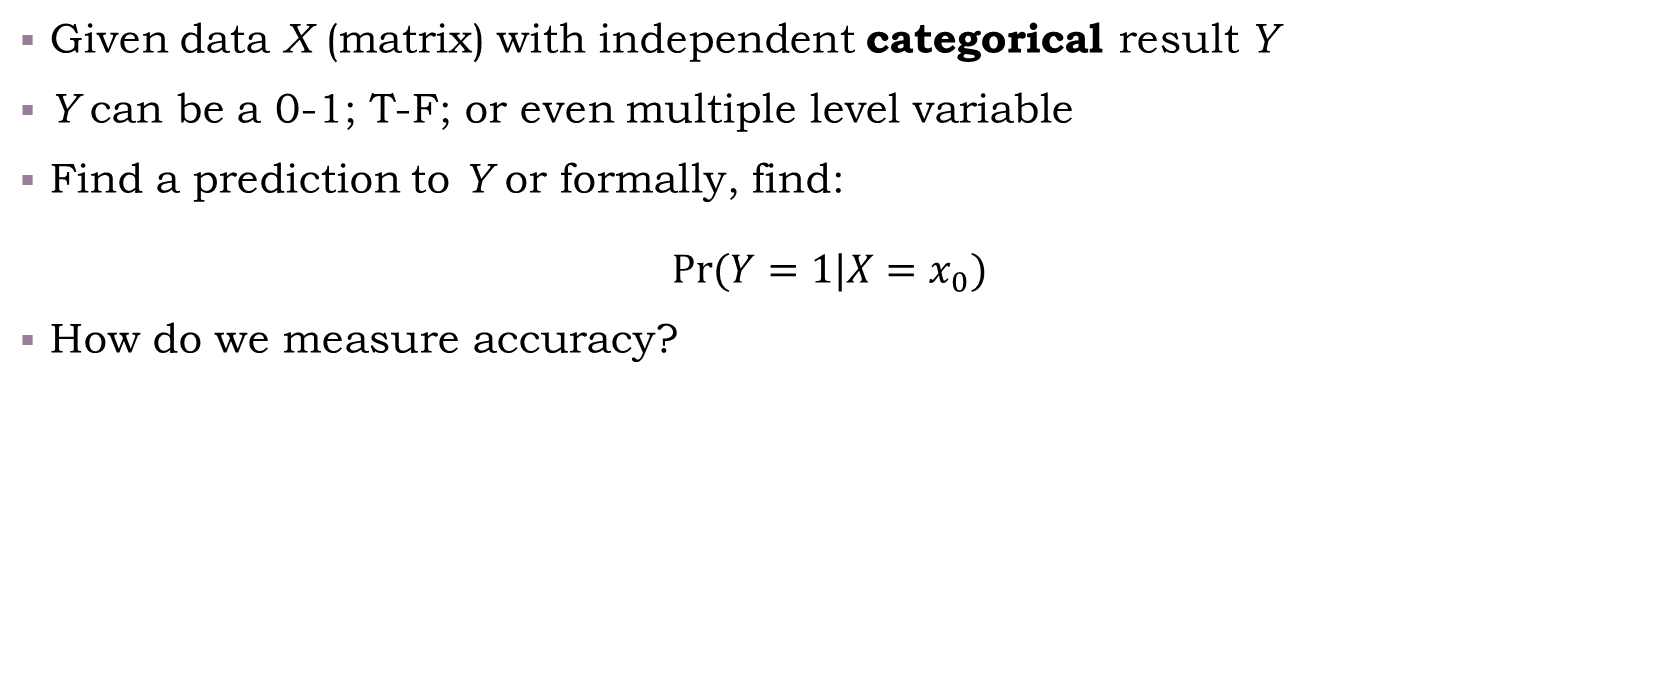 ▪ Given data X (matrix) with independent categorical result Y
▪ Y can be a 0-1; T-F; or even multiple level variable
▪ Find a prediction to Y or formally, find:
Pr(Y = 1|X = x₀)
▪ How do we measure accuracy?